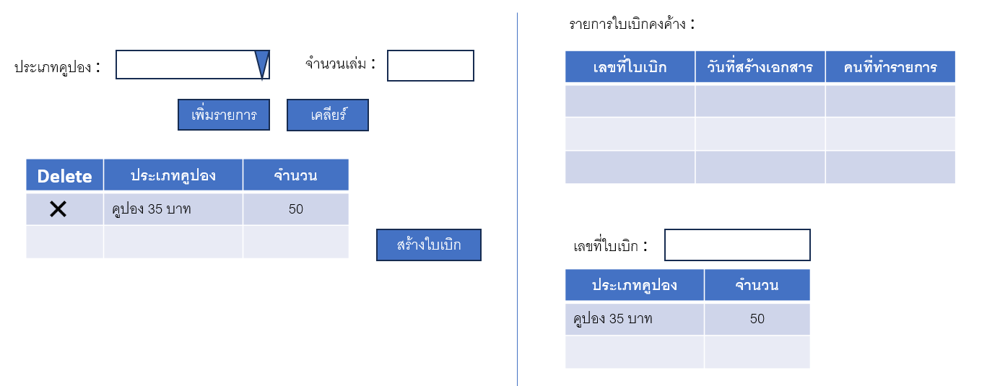 ประเภทคูปอง :
จำนวนเล่ม :
เพิ่มรายการ
เคลียร์
Delete ประเภทคูปอง จำนวน
คูปอง 35 บาท 50
สร้างใบเบิก
รายการใบเบิกคงค้าง :
เลขที่ใบเบิก วันที่สร้างเอกสาร คนที่ทำรายการ
เลขที่ใบเบิก :
ประเภทคูปอง จำนวน
คูปอง 35 บาท 50